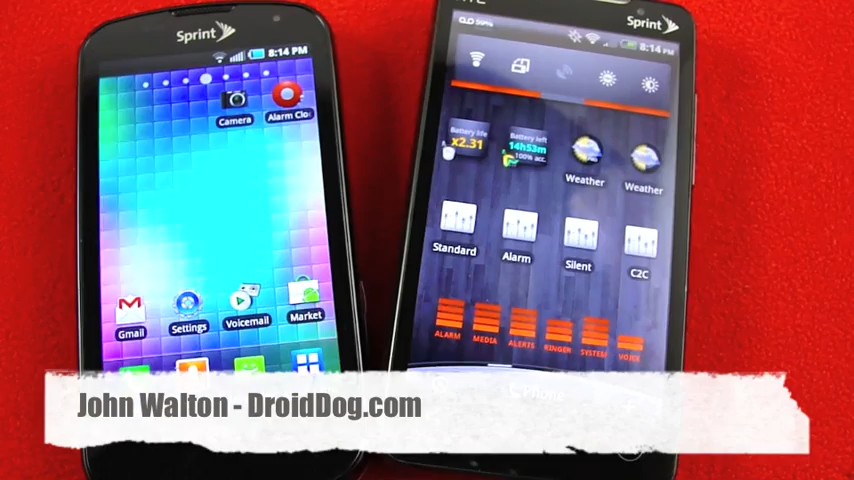 Sprint
8:14 PM
Camera
Alarm Clo
Gmail
Settings
Voicemail
Market
Sprint
8:14 PM
Battery life
x2.31
Battery left
14h53m
100% acc.
Weather
Weather
Standard
Alarm
Silent
C2C
ALARM
MEDIA
ALERTS
RINGER
SYSTEM
VOICE
Phone
John Walton - DroidDog.com